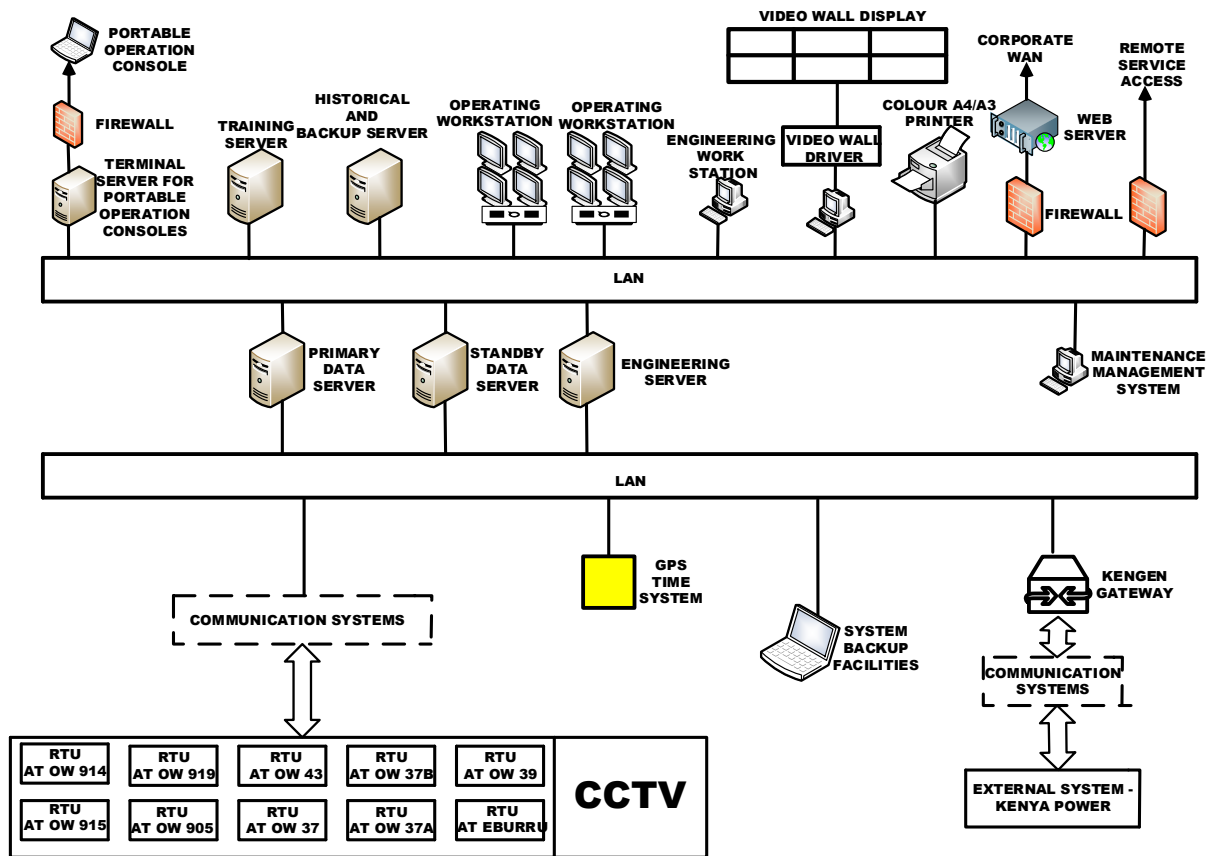 VIDEO WALL DISPLAY
PORTABLE
OPERATION
CONSOLE
CORPORATE
WAN
REMOTE
SERVICE
ACCESS
FIREWALL
TRAINING
SERVER
HISTORICAL
AND
BACKUP SERVER
OPERATING
WORKSTATION
OPERATING
WORKSTATION
ENGINEERING
WORK
STATION
VIDEO WALL
DRIVER
COLOUR A4/A3
PRINTER
WEB
SERVER
TERMINAL
SERVER FOR
PORTABLE
OPERATION
CONSOLES
FIREWALL
LAN
PRIMARY
DATA
SERVER
STANDBY
DATA
SERVER
ENGINEERING
SERVER
MAINTENANCE
MANAGEMENT
SYSTEM
LAN
COMMUNICATION SYSTEMS
GPS
TIME
SYSTEM
SYSTEM
BACKUP
FACILITIES
KENGEN
GATEWAY
COMMUNICATION
SYSTEMS
RTU
AT OW 914
RTU
AT OW 919
RTU
AT OW 43
RTU
AT OW 37B
RTU
AT OW 39
RTU
AT OW 915
RTU
AT OW 905
RTU
AT OW 37
RTU
AT OW 37A
RTU
AT EBURRU
CCTV
EXTERNAL SYSTEM -
KENYA POWER